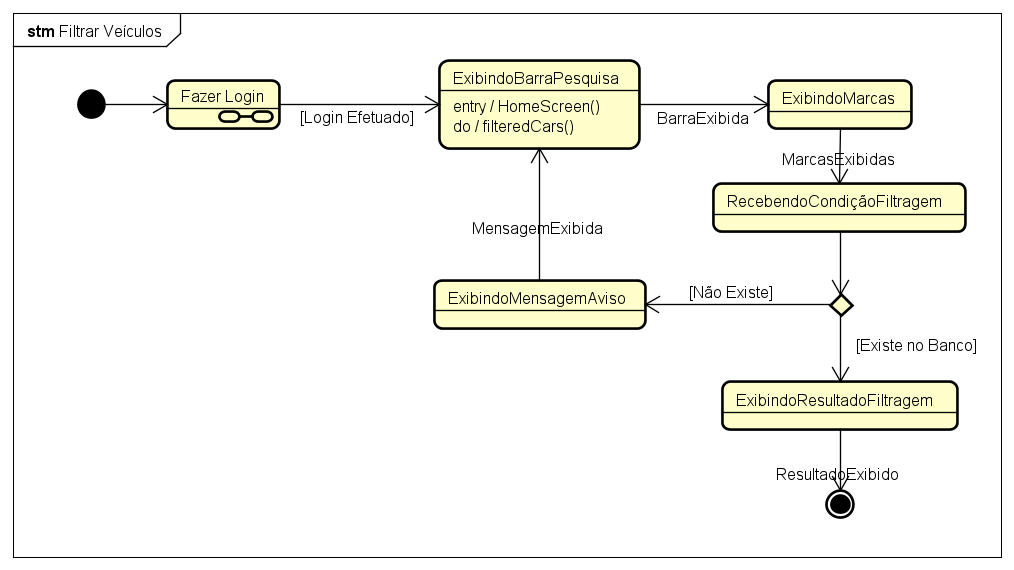 stm Filtrar Veículos
Fazer Login
[Login Efetuado]
ExibindoBarraPesquisa
entry / HomeScreen()
do / filteredCars()
BarraExibida
ExibindoMarcas
MarcasExibidas
RecebendoCondiçãoFiltragem
MensagemExibida
ExibindoMensagemAviso
[Não Existe]
[Existe no Banco]
ExibindoResultadoFiltragem
ResultadoExibido